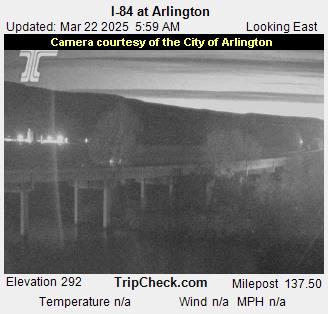 I-84 at Arlington
Updated: Mar 22 2025 5:59 AM Looking East
Camera courtesy of the City of Arlington
Elevation 292 TripCheck.com Milepost 137.50
Temperature n/a Wind n/a MPH n/a